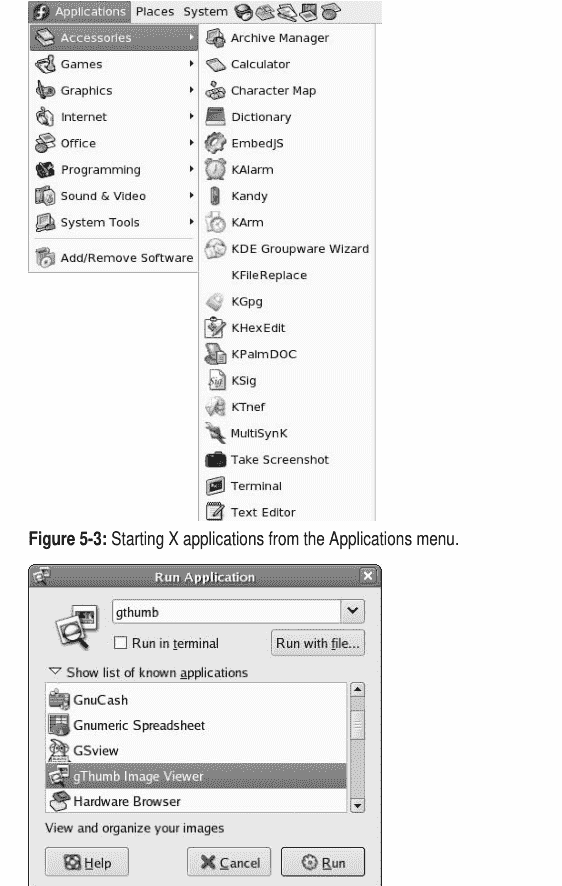 Applications Places System
Accessories
Games
Graphics
Internet
Office
Programming
Sound & Video
System Tools
Add/Remove Software
Archive Manager
Calculator
Character Map
Dictionary
EmbedJS
KAlarm
Kandy
KArm
KDE Groupware Wizard
KFileReplace
KGpg
KHexEdit
KPalmDOC
KSig
KTnef
MultiSynK
Take Screenshot
Terminal
Text Editor
Figure 5-3: Starting X applications from the Applications menu.
Run Application
gthumb
Run in terminal Run with file...
Show list of known applications
GnuCash
Gnumeric Spreadsheet
GSview
gThumb Image Viewer
Hardware Browser
View and organize your images
Help Cancel Run